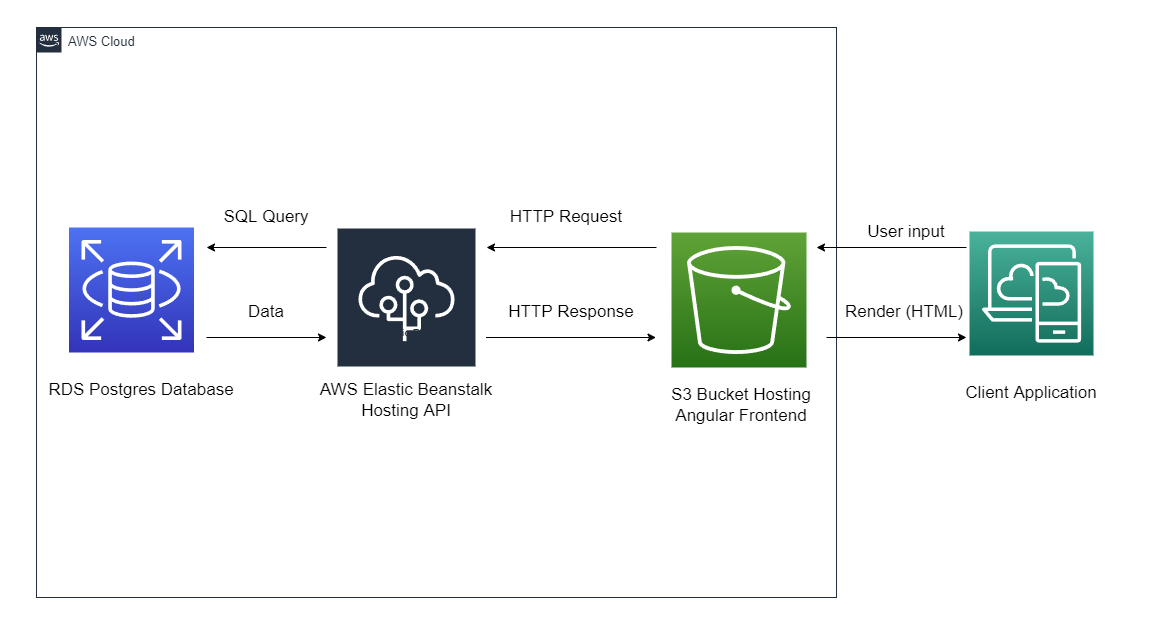 aws
AWS Cloud
SQL Query
HTTP Request
User input
Data
HTTP Response
Render (HTML)
RDS Postgres Database
AWS Elastic Beanstalk
Hosting API
S3 Bucket Hosting
Angular Frontend
Client Application